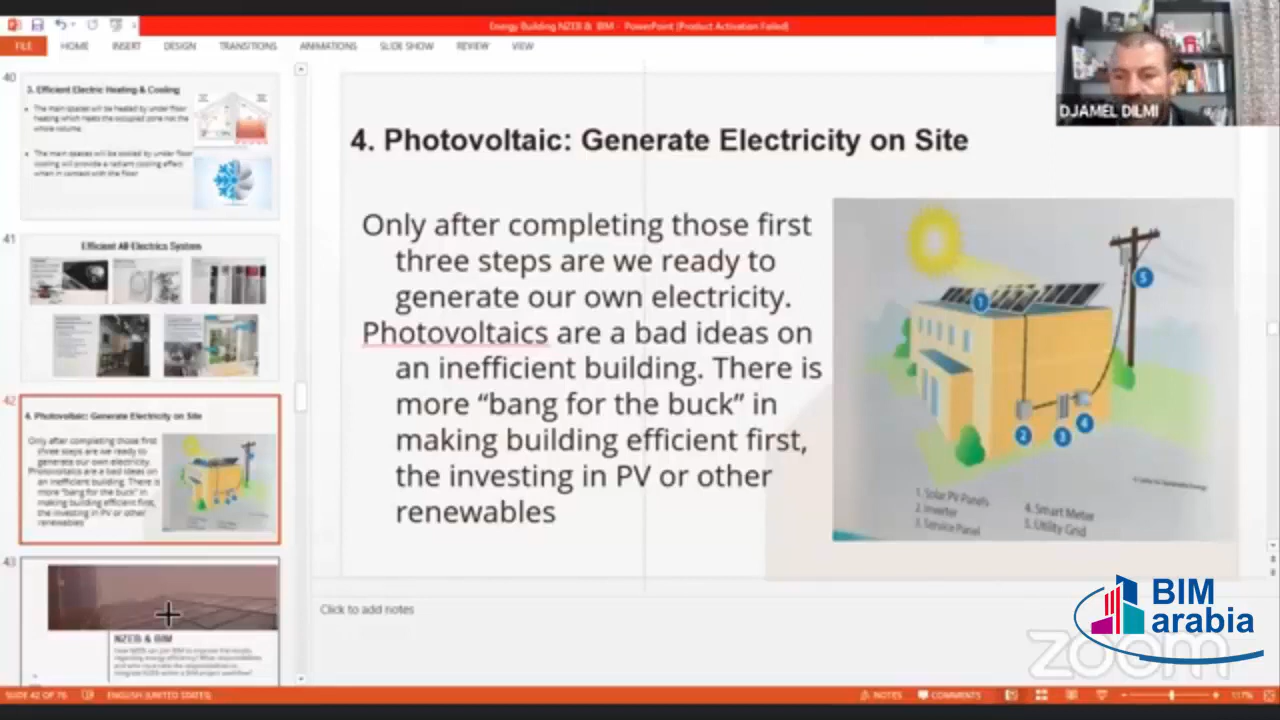 Energy Building NZEB & BIM - PowerPoint (Product Activation Failed)
FILE HOME INSERT DESIGN TRANSITIONS ANIMATIONS SLIDE SHOW REVIEW VIEW
DJAMEL DILMI
40
3. Efficient Electric Heating & Cooling
The main spaces will be heated by under floor
heating which heats the occupied zone not the
whole volume
The main spaces will be cooled by under floor
cooling will provide a radiant cooling effect
when in contact with the floor
41
Efficient All-Electrics System
42
4. Photovoltaic: Generate Electricity on Site
Only after completing those first
three steps are we ready to
generate our own electricity.
Photovoltaics are a bad ideas on
an inefficient building. There is
more “bang for the buck” in
making building efficient first,
the investing in PV or other
renewables
43
NZEB & BIM
4. Photovoltaic: Generate Electricity on Site
Only after completing those first
three steps are we ready to
generate our own electricity.
Photovoltaics are a bad ideas on
an inefficient building. There is
more “bang for the buck” in
making building efficient first,
the investing in PV or other
renewables
1
2
3
4
5
1. Solar PV Panels
2. Inverter
3. Service Panel
4. Smart Meter
5. Utility Grid
Click to add notes
BIM
arabia
zoom
SLIDE 42 OF 76 ENGLISH (UNITED STATES) NOTES COMMENTS 117%